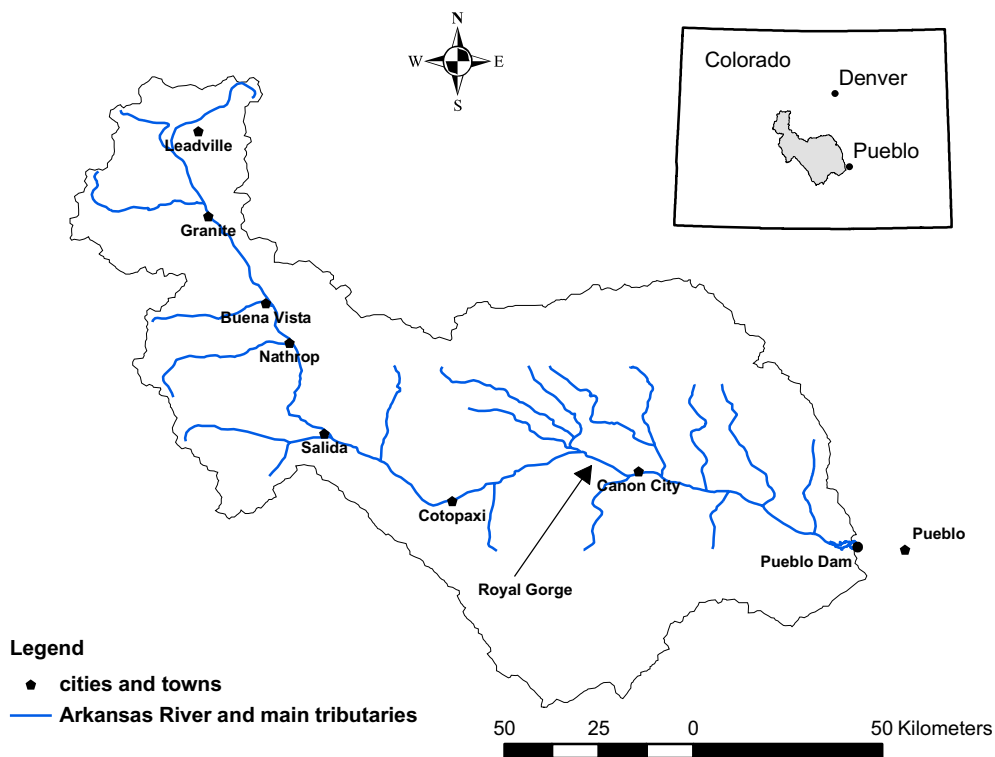 N
W
E
S
Colorado
Denver
Pueblo
Leadville
Granite
Buena Vista
Nathrop
Salida
Canon City
Cotopaxi
Pueblo
Pueblo Dam
Royal Gorge
Legend
cities and towns
Arkansas River and main tributaries
50 25 0 50 Kilometers